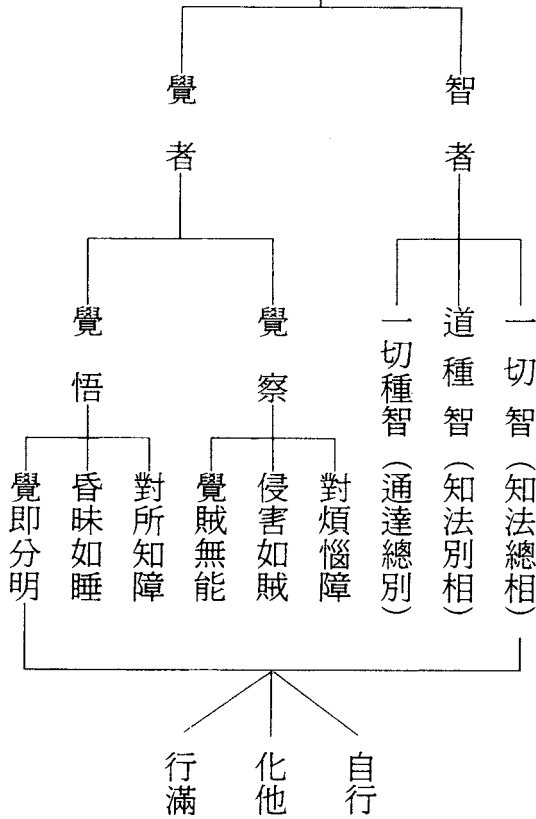 智者
覺者
一切智（知法總相）
道種智（知法別相）
一切種智（通達總別）
覺察
覺悟
對煩惱障
侵害如賊
覺賊無能
對所知障
昏昧如睡
覺即分明
自行
化他
行滿